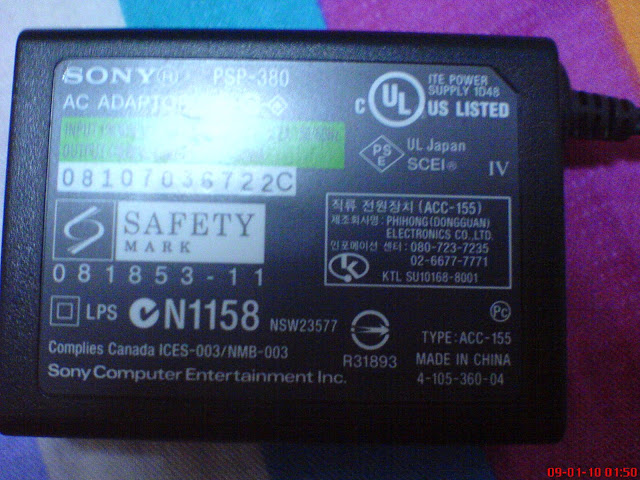 SONY PSP-380
AC ADAPTOR
08107036722C
SAFETY
MARK
081853-11
LPS N1158 NSW23577
Complies Canada ICES-003/NMB-003
Sony Computer Entertainment Inc.
C UL US LISTED
ITE POWER
SUPPLY 1D48
PS
E
UL Japan
SCEI®
IV
직류 전원장치 (ACC-155)
제조회사명 : PHIHONG (DONGGUAN)
ELECTRONICS CO.,LTD.
인포메이션 센터 : 080-723-7235
02-6677-7771
K
KTL SU10168-8001
R31893
Pc
TYPE: ACC-155
MADE IN CHINA
4-105-360-04
09-01-10 01:50